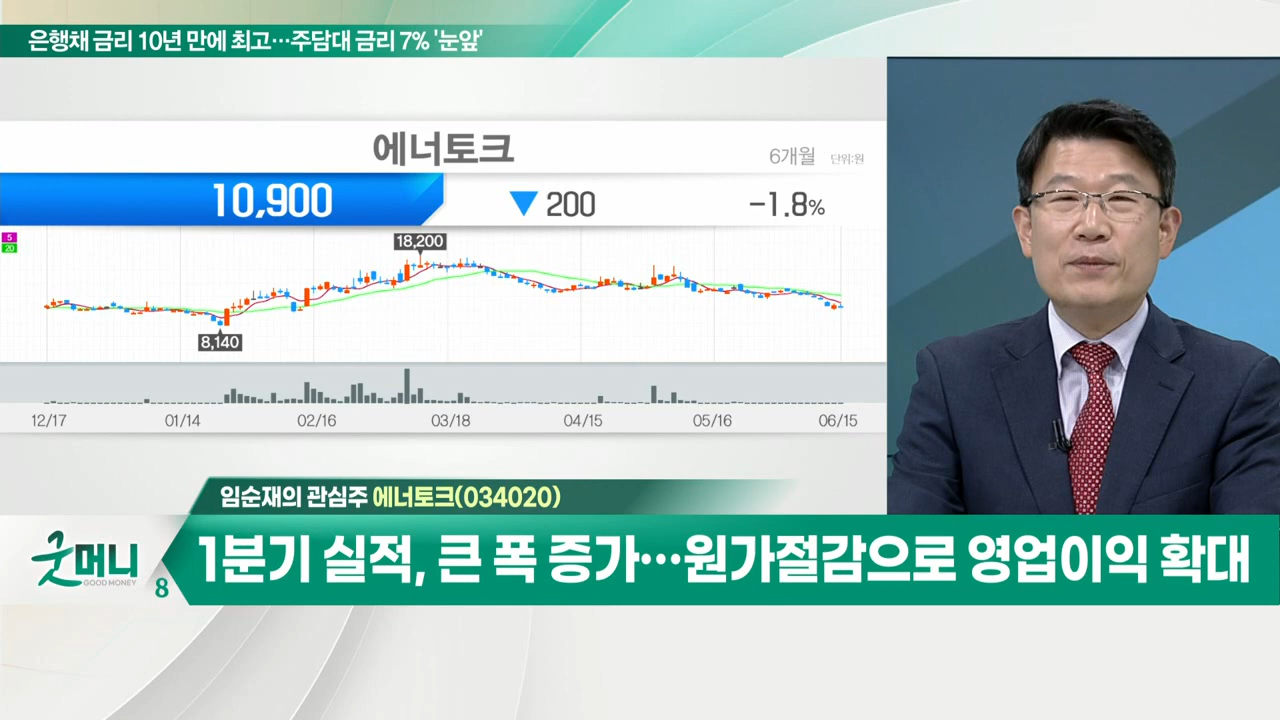 은행채 금리 10년 만에 최고…주담대 금리 7% '눈앞'
에너토크
6개월 단위:원
10,900 ▼ 200 -1.8%
5
20
18,200
8,140
12/17 01/14 02/16 03/18 04/15 05/16 06/15
임순재의 관심주 에너토크(034020)
굿머니
GOOD MONEY
8
1분기 실적, 큰 폭 증가…원가절감으로 영업이익 확대